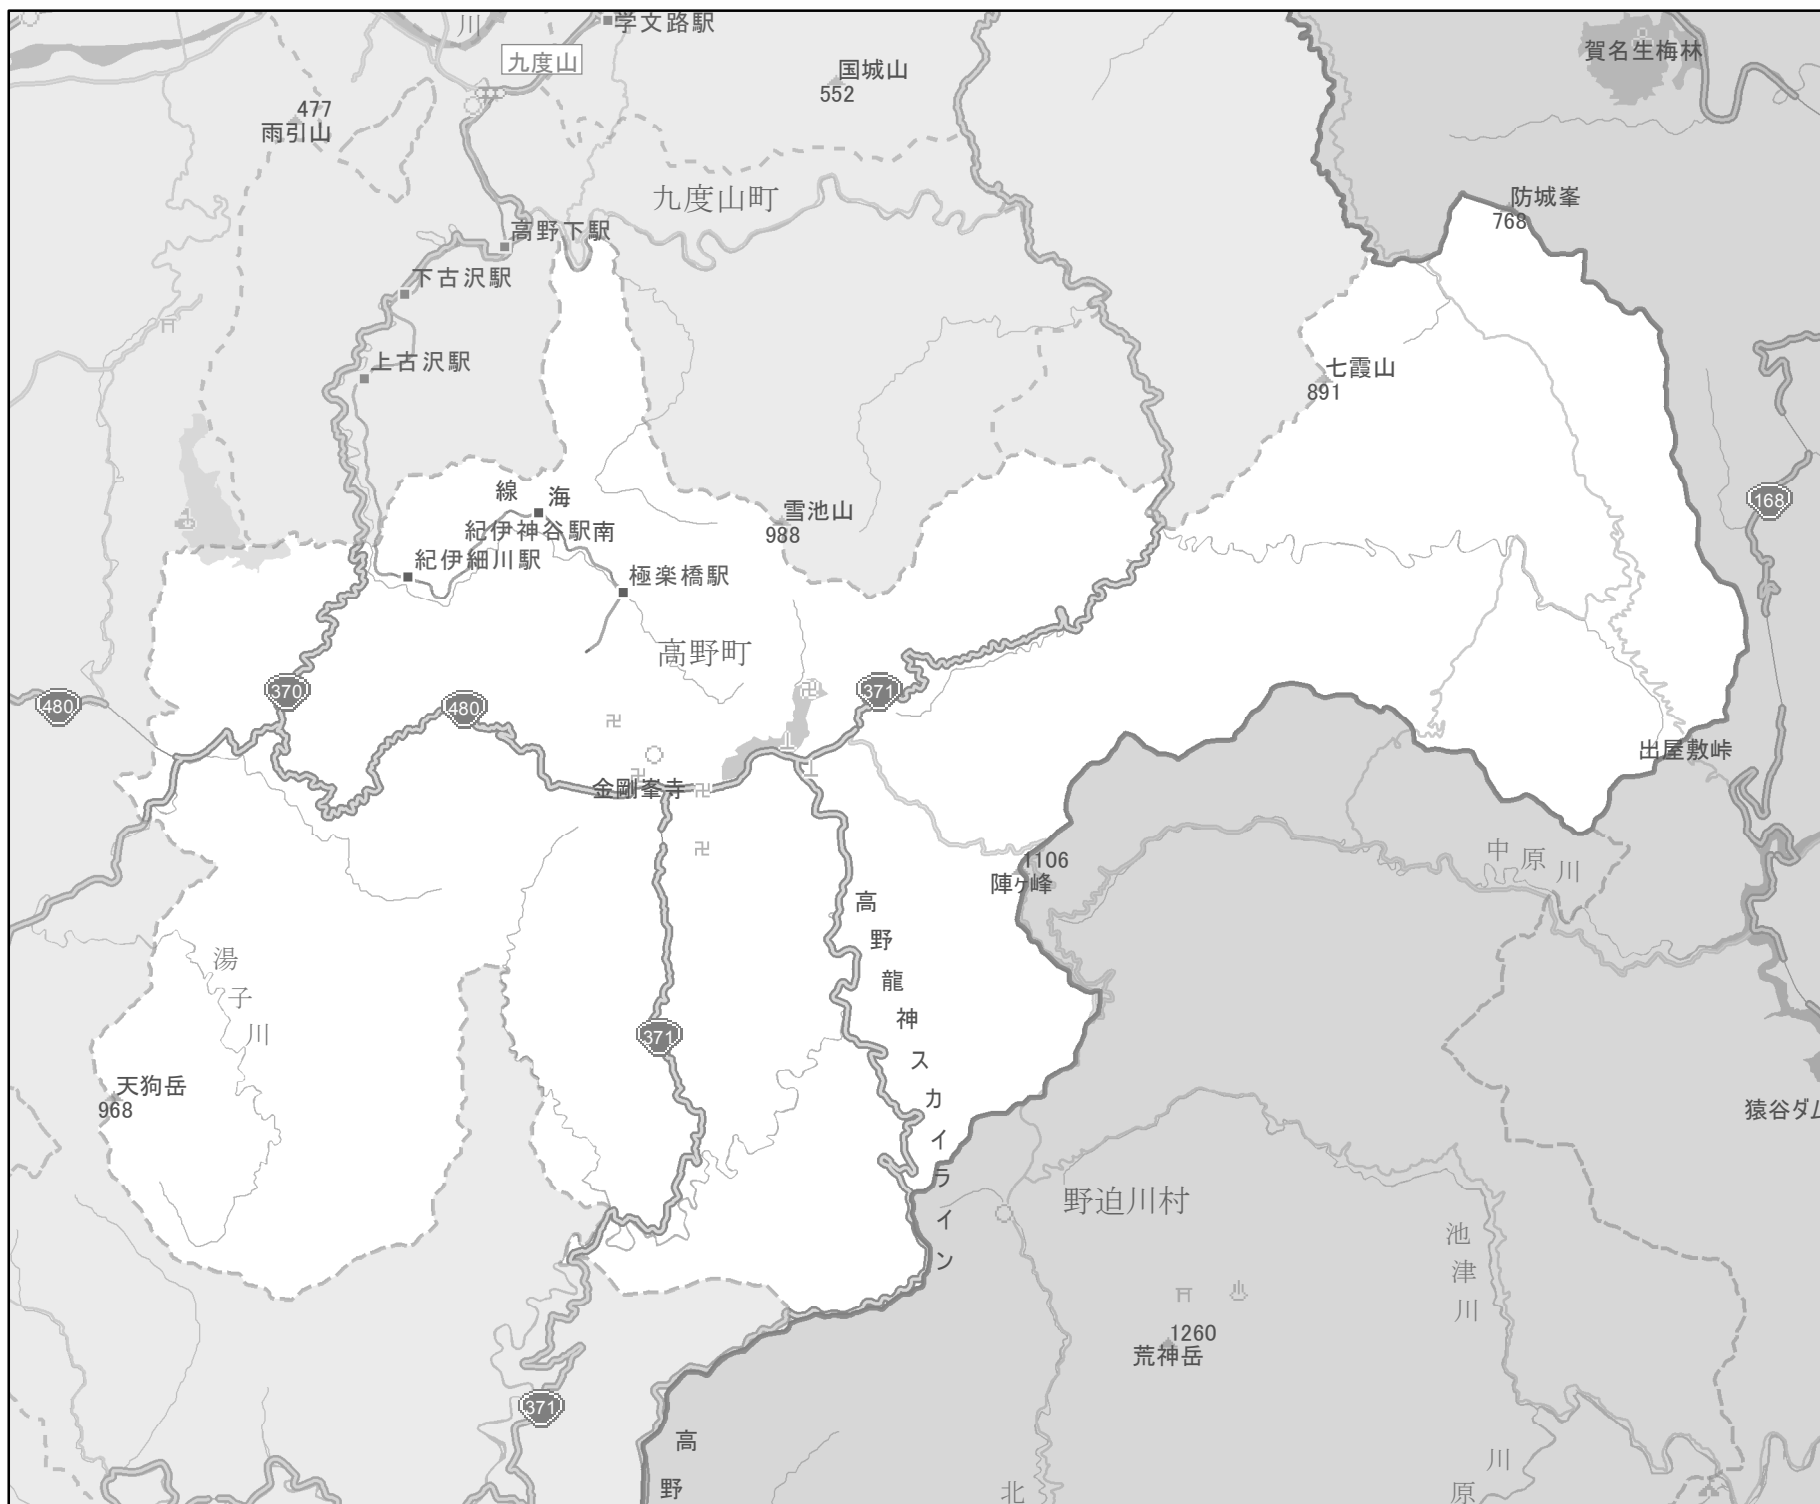 川
学文路駅
九度山
国城山
552
賀名生梅林
477
雨引山
九度山町
防城峯
768
高野下駅
下古沢駅
上古沢駅
七霞山
891
線
海
紀伊神谷駅南
紀伊細川駅
雪池山
988
168
極楽橋駅
高野町
480
370
480
371
出屋敷峠
金剛峯寺
1106
陣ヶ峰
中原川
高野龍神スカイライン
湯子川
371
天狗岳
968
猿谷ダム
野迫川村
池津川
1260
荒神岳
371
高野
北
川
原